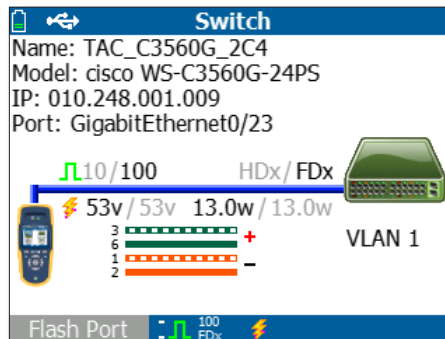 Switch
Name: TAC_C3560G_2C4
Model: cisco WS-C3560G-24PS
IP: 010.248.001.009
Port: GigabitEthernet0/23
10/100 HDx/FDx
53v/53v 13.0w/13.0w
3
6 +
VLAN 1
1
2 −
Flash Port 100 FDx